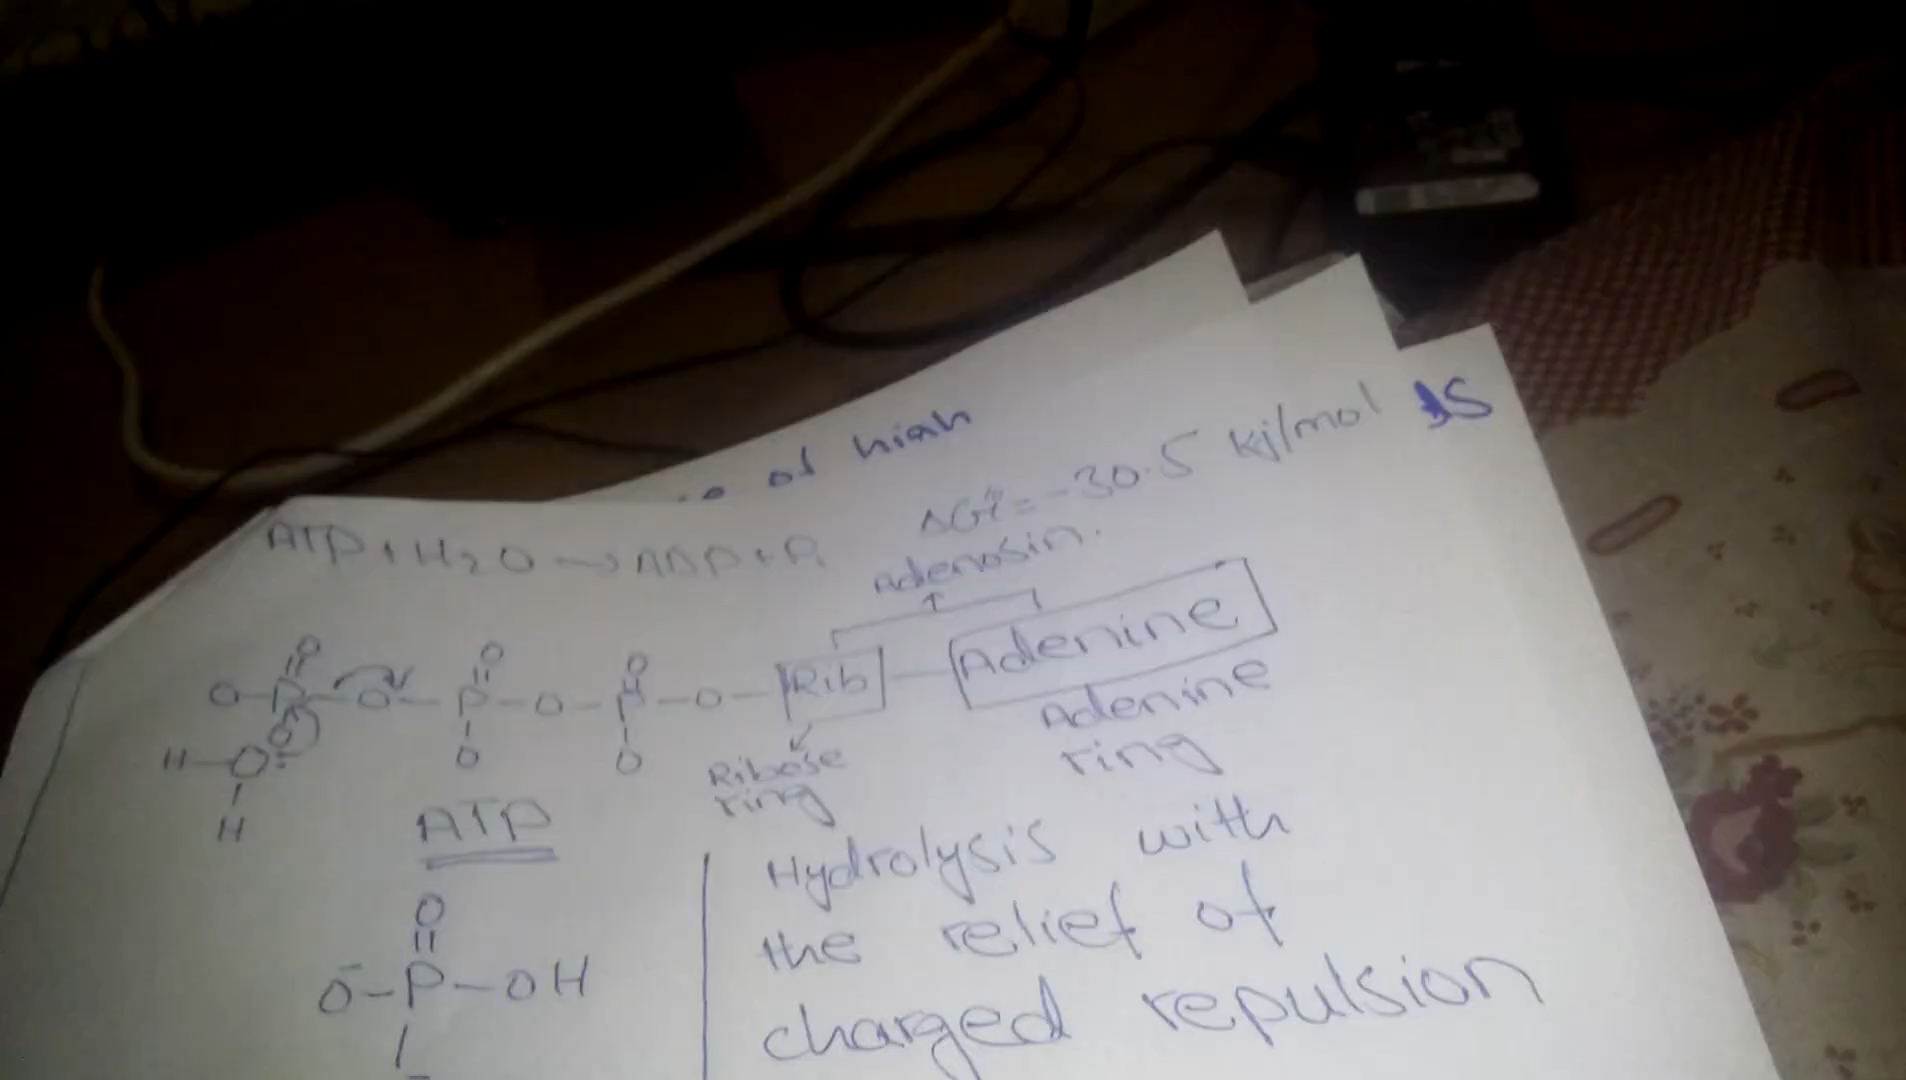 of high
ΔG'° = -30.5 kj/mol
ATP + H2O → ADP + Pi
Adenosin.
O O O
O - P - O - P - O - P - O - Rib - Adenine
O O
H - O
H
Ribose
ring
Adenine
ring
ATP
Hydrolysis with
the relief of
charged repulsion
O
O⁻ - P - OH